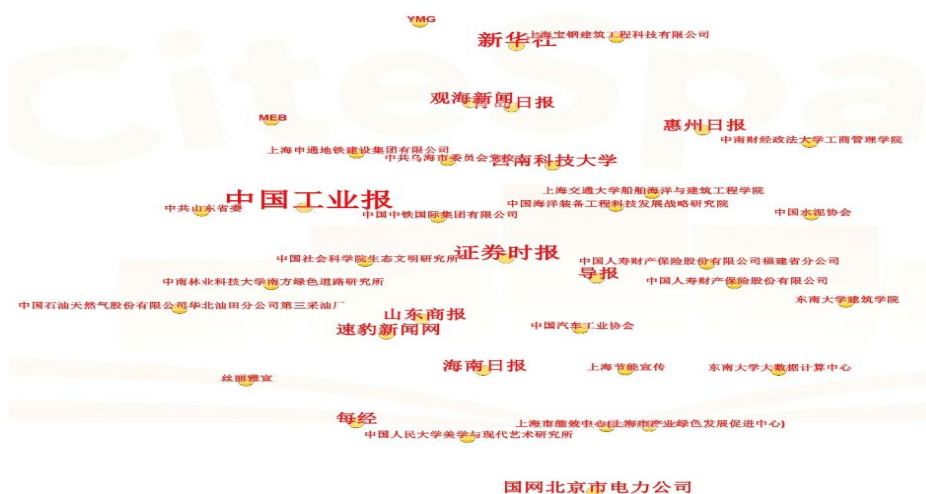 YMG
新华社
上海宝钢建筑工程科技有限公司
CiteSpa
观海新闻
青岛日报
惠州日报
MEB
中南财经政法大学工商管理学院
上海申通地铁建设集团有限公司
中共乌海市委员会党校
西南科技大学
中国工业报
上海交通大学船舶海洋与建筑工程学院
中共山东省委
中国海洋装备工程科技发展战略研究院
中国中铁国际集团有限公司
中国水泥协会
证券时报
中国社会科学院生态文明研究所
中国人寿财产保险股份有限公司福建省分公司
导报
中南林业科技大学南方绿色道路研究所
中国人寿财产保险股份有限公司
东南大学建筑学院
中国石油天然气股份有限公司华北油田分公司第三采油厂
山东商报
速豹新闻网
中国汽车工业协会
海南日报
上海节能宣传
东南大学大数据计算中心
丝丽雅宣
每经
上海市能效中心(上海市产业绿色发展促进中心)
中国人民大学美学与现代艺术研究所
国网北京市电力公司